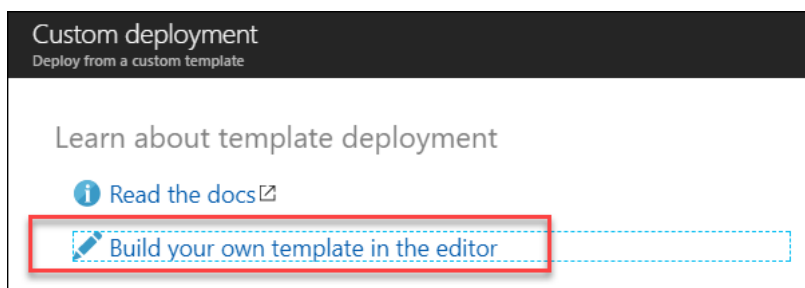 Custom deployment
Deploy from a custom template
Learn about template deployment
Read the docs
Build your own template in the editor